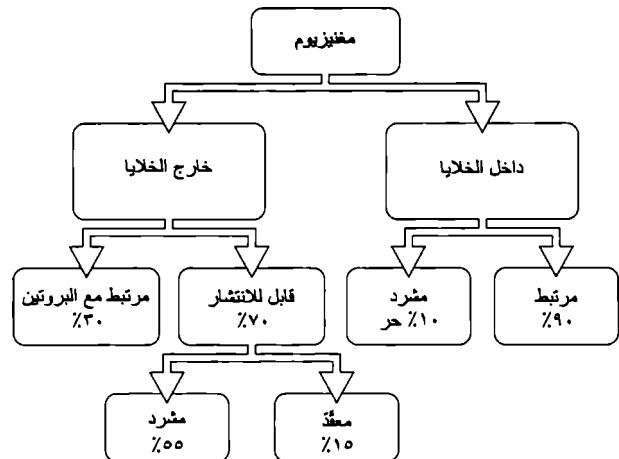 مغنيزيوم
داخل الخلايا
خارج الخلايا
مرتبط
٩٠٪
مشرد
١٠٪ حر
قابل للانتشار
٧٠٪
مرتبط مع البروتين
٣٠٪
معقّد
١٥٪
مشرد
٥٥٪